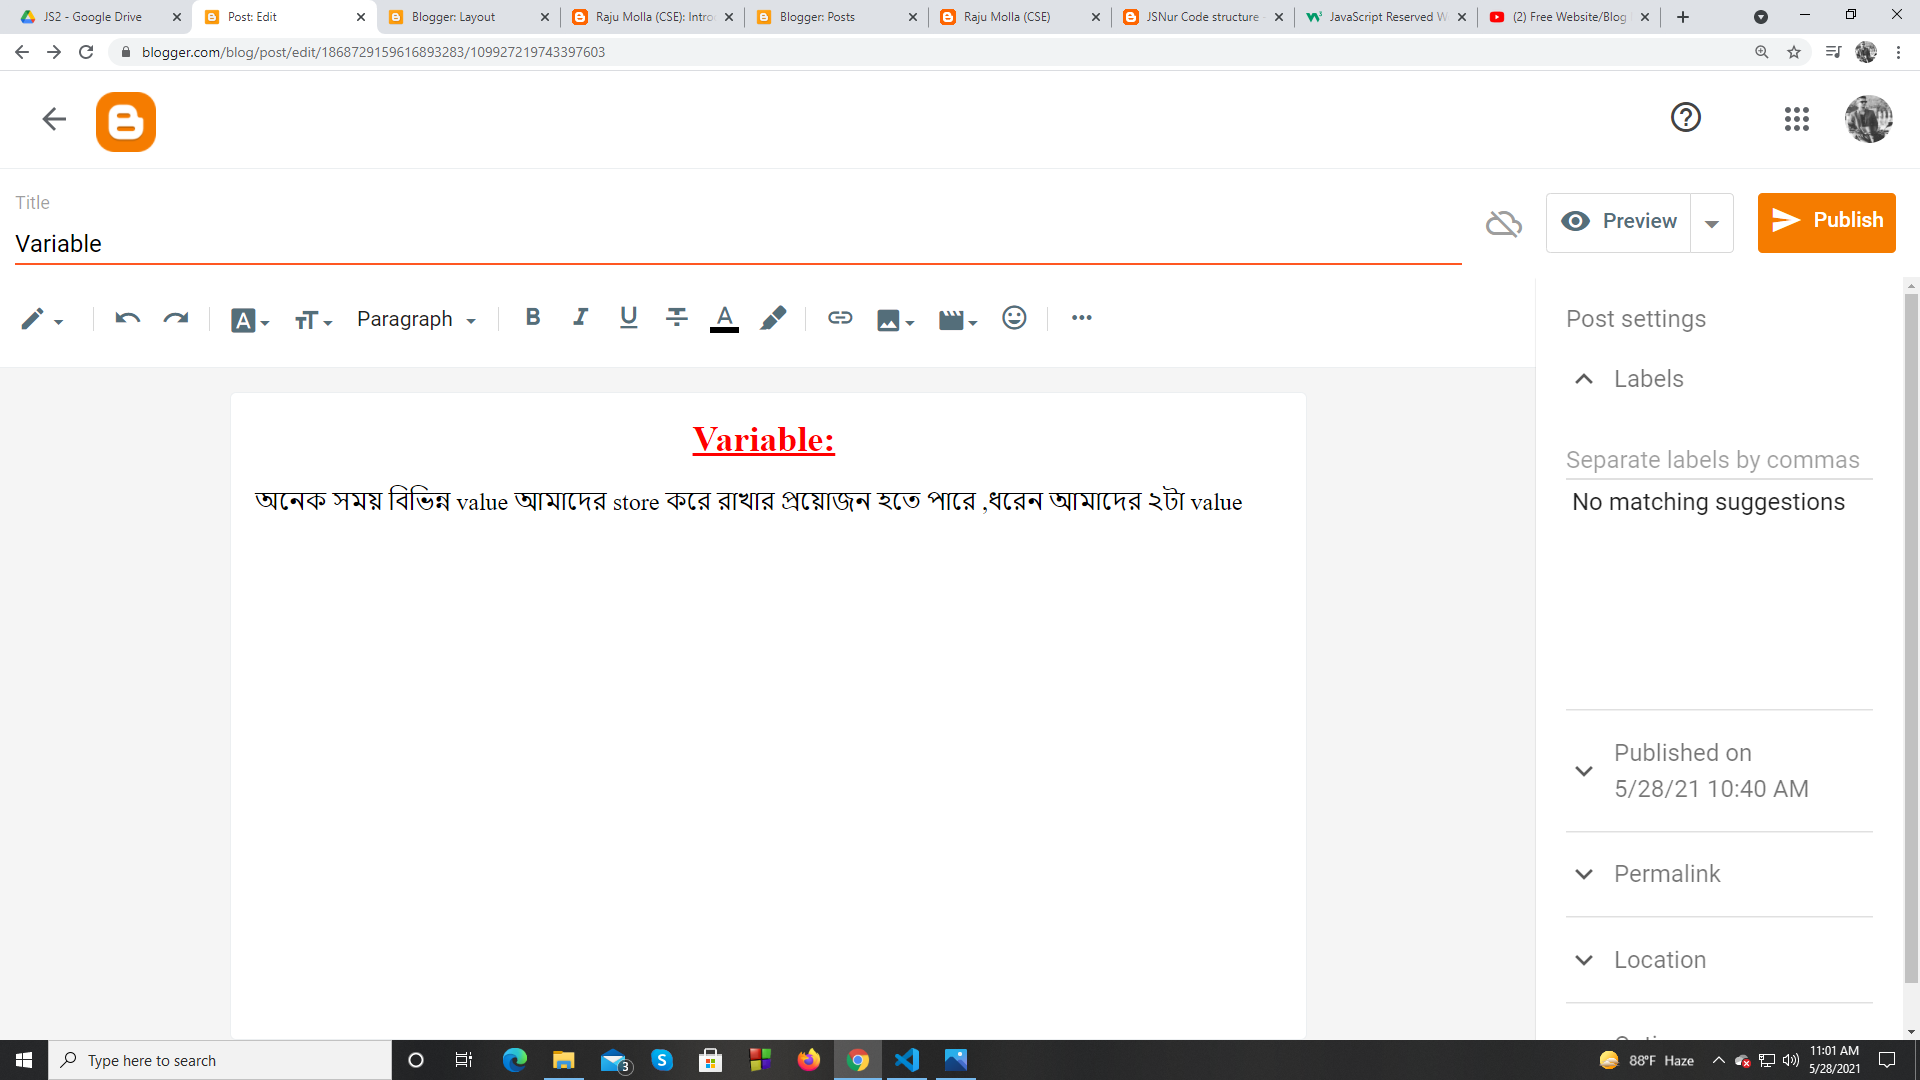 JS2 - Google Drive
Post: Edit
Blogger: Layout
Raju Molla (CSE): Intro
Blogger: Posts
Raju Molla (CSE)
JSNur Code structure -
JavaScript Reserved W
(2) Free Website/Blog
blogger.com/blog/post/edit/1868729159616893283/109927219743397603
Title
Variable
Preview
Publish
Paragraph
Post settings
Labels
Separate labels by commas
No matching suggestions
Variable:
অনেক সময় বিভিন্ন value আমাদের store করে রাখার প্রয়োজন হতে পারে ,ধরেন আমাদের ২টা value
Published on
5/28/21 10:40 AM
Permalink
Location
Type here to search
3
88°F Haze
11:01 AM
5/28/2021